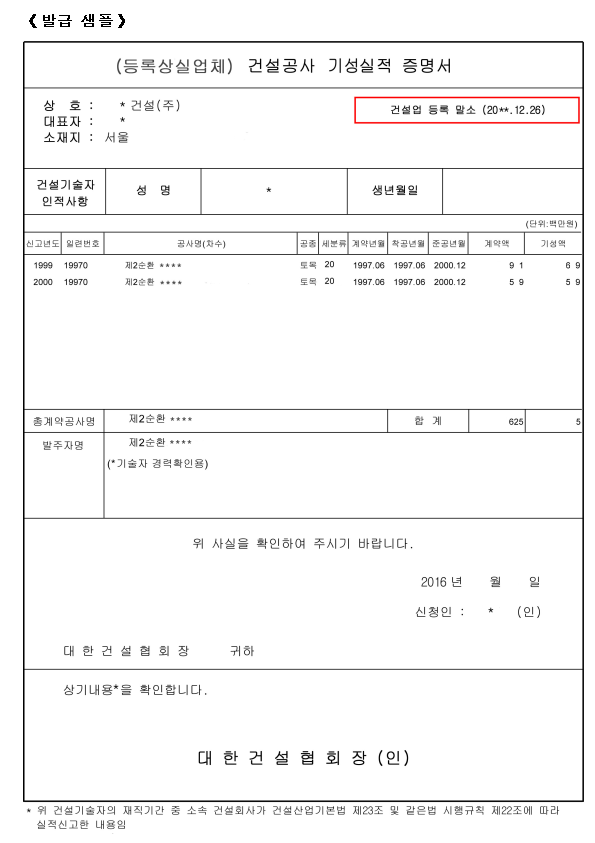 《 발급 샘플 》
(등록상실업체) 건설공사 기성실적 증명서
상 호 : * 건설(주)
건설업 등록 말소 (20**.12.26)
대표자 : *
소재지 : 서울
건설기술자 인적사항 성 명 * 생년월일
(단위:백만원)
신고년도 일련번호 공사명(차수) 공종 세분류 계약년월 착공년월 준공년월 계약액 기성액
1999 19970 제2순환 **** 토목 20 1997.06 1997.06 2000.12 9 1 6 9
2000 19970 제2순환 **** 토목 20 1997.06 1997.06 2000.12 5 9 5 9
총계약공사명 제2순환 **** 합 계 625 5
발주자명 제2순환 ****
(*기술자 경력확인용)
위 사실을 확인하여 주시기 바랍니다.
2016 년 월 일
신청인 : * (인)
대 한 건 설 협 회 장 귀하
상기내용*을 확인합니다.
대 한 건 설 협 회 장 (인)
* 위 건설기술자의 재직기간 중 소속 건설회사가 건설산업기본법 제23조 및 같은법 시행규칙 제22조에 따라
실적신고한 내용임